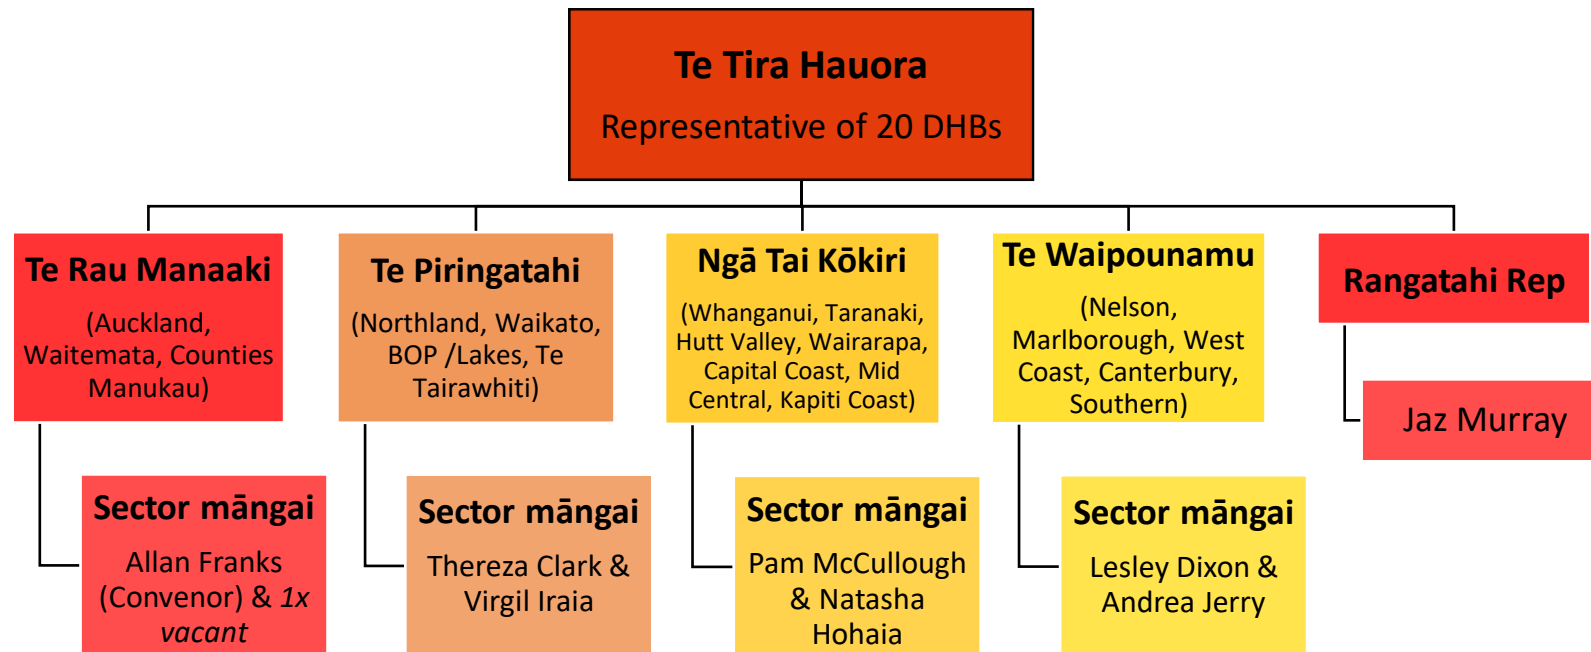 Te Tira Hauora
Representative of 20 DHBs
Te Rau Manaaki
(Auckland,
Waitemata, Counties
Manukau)
Sector māngai
Allan Franks
(Convenor) & 1x
vacant
Te Piringatahi
(Northland, Waikato,
BOP /Lakes, Te
Tairawhiti)
Sector māngai
Thereza Clark &
Virgil Iraia
Ngā Tai Kōkiri
(Whanganui, Taranaki,
Hutt Valley, Wairarapa,
Capital Coast, Mid
Central, Kapiti Coast)
Sector māngai
Pam McCullough
& Natasha
Hohaia
Te Waipounamu
(Nelson,
Marlborough, West
Coast, Canterbury,
Southern)
Sector māngai
Lesley Dixon &
Andrea Jerry
Rangatahi Rep
Jaz Murray